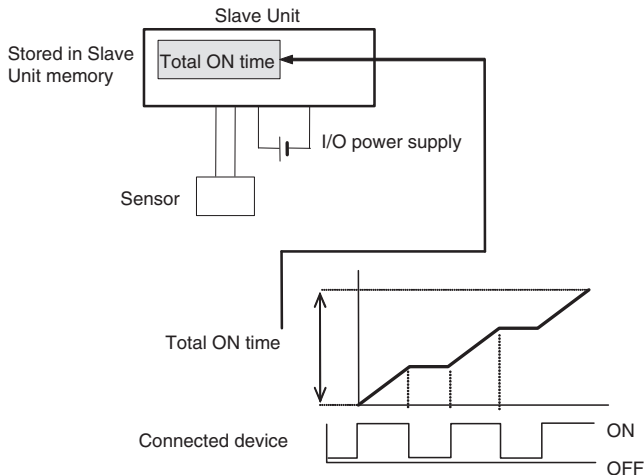 Slave Unit
Stored in Slave
Unit memory
Total ON time
I/O power supply
Sensor
Total ON time
Connected device
ON
OFF